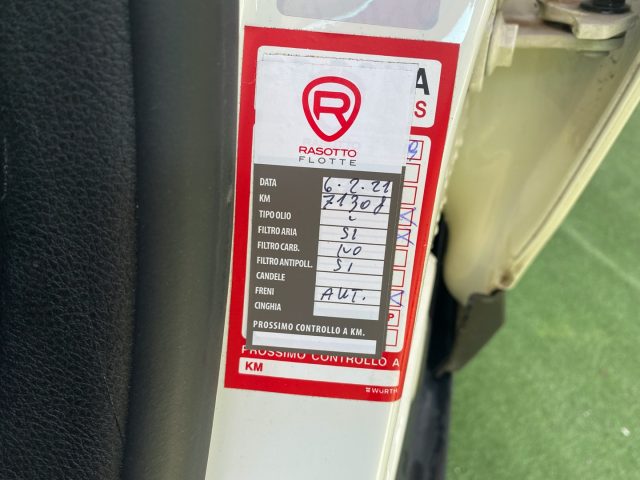 A
S
R
RASOTTO
FLOTTE
DATA 6.2.21
KM 71308
TIPO OLIO
FILTRO ARIA SI
FILTRO CARB. NO
FILTRO ANTIPOLL. SI
CANDELE
FRENI ANT.
CINGHIA
P
PROSSIMO CONTROLLO A KM.
PROSSIMO CONTROLLO A
KM
WÜRTH